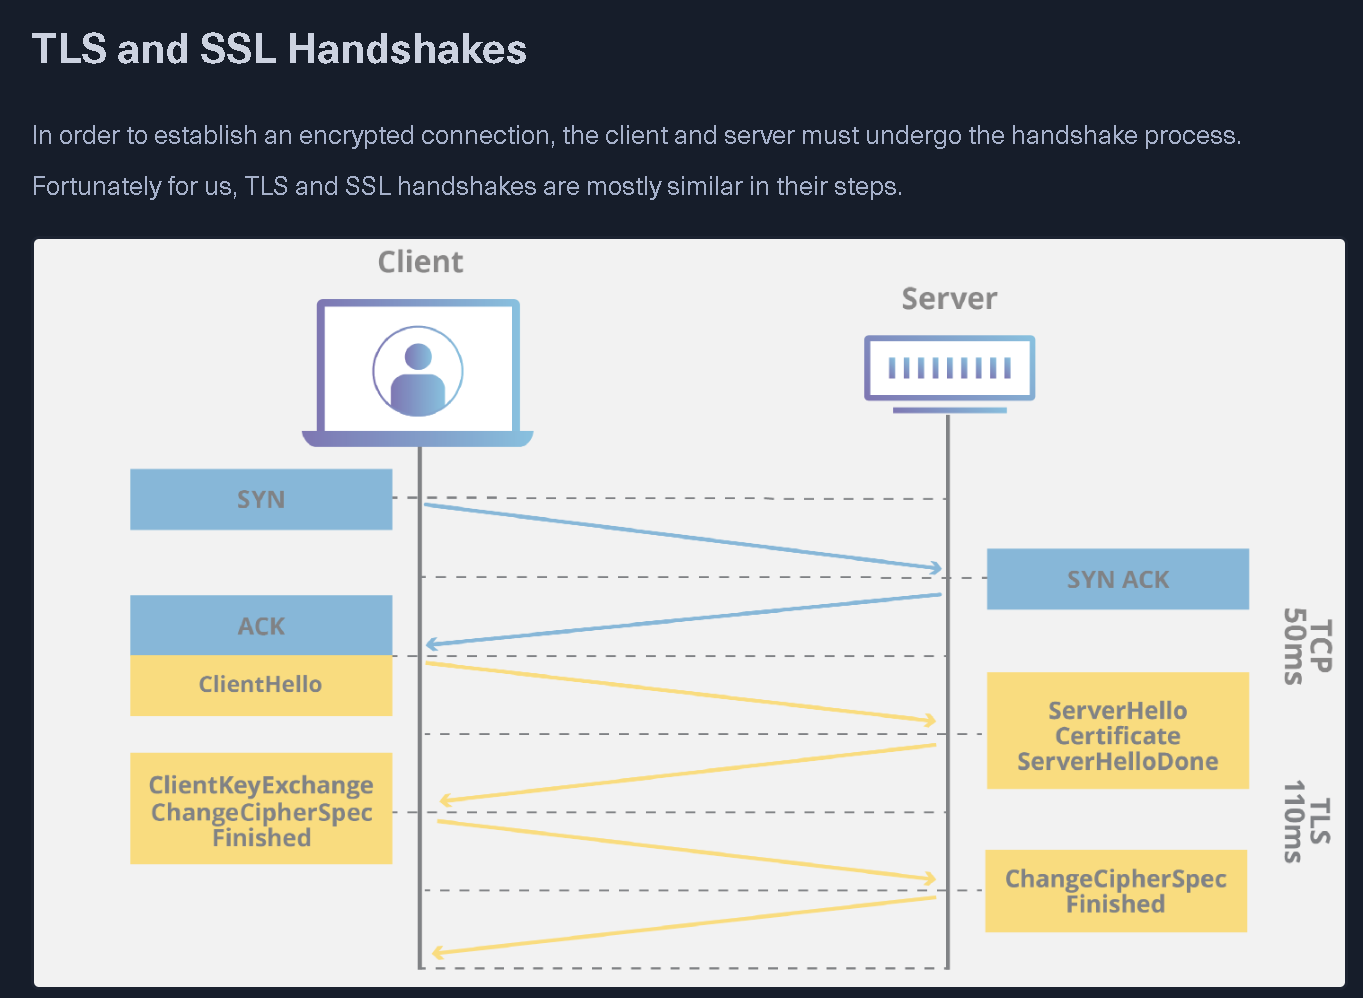 TLS and SSL Handshakes
In order to establish an encrypted connection, the client and server must undergo the handshake process.
Fortunately for us, TLS and SSL handshakes are mostly similar in their steps.
Client
Server
SYN
SYN ACK
ACK
ClientHello
TCP
50ms
ServerHello
Certificate
ServerHelloDone
ClientKeyExchange
ChangeCipherSpec
Finished
TLS
110ms
ChangeCipherSpec
Finished